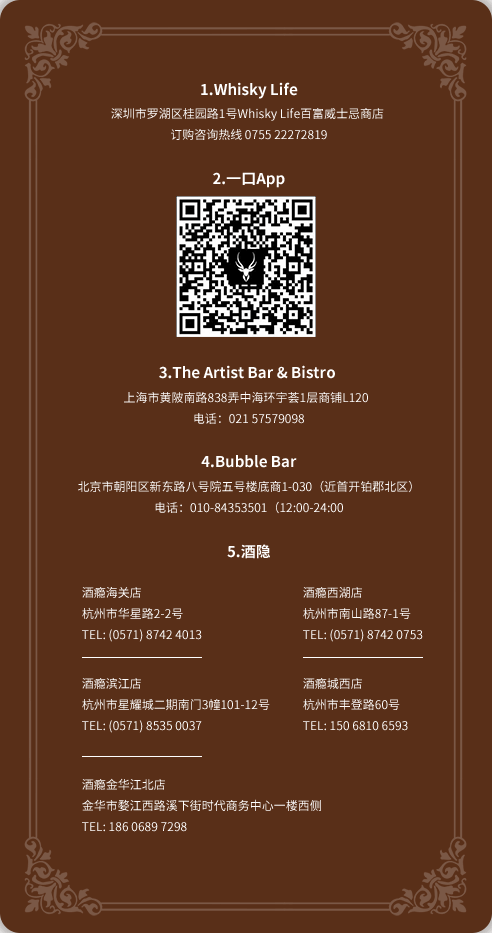 1.Whisky Life
深圳市罗湖区桂园路1号Whisky Life百富威士忌商店
订购咨询热线 0755 22272819
2.一口App
3.The Artist Bar & Bistro
上海市黄陂南路838弄中海环宇荟1层商铺L120
电话：021 57579098
4.Bubble Bar
北京市朝阳区新东路八号院五号楼底商1-030（近首开铂郡北区）
电话：010-84353501（12:00-24:00
5.酒隐
酒瘾海关店
杭州市华星路2-2号
TEL: (0571) 8742 4013
酒瘾西湖店
杭州市南山路87-1号
TEL: (0571) 8742 0753
酒瘾滨江店
杭州市星耀城二期南门3幢101-12号
TEL: (0571) 8535 0037
酒瘾城西店
杭州市丰登路60号
TEL: 150 6810 6593
酒瘾金华江北店
金华市婺江西路溪下街时代商务中心一楼西侧
TEL: 186 0689 7298